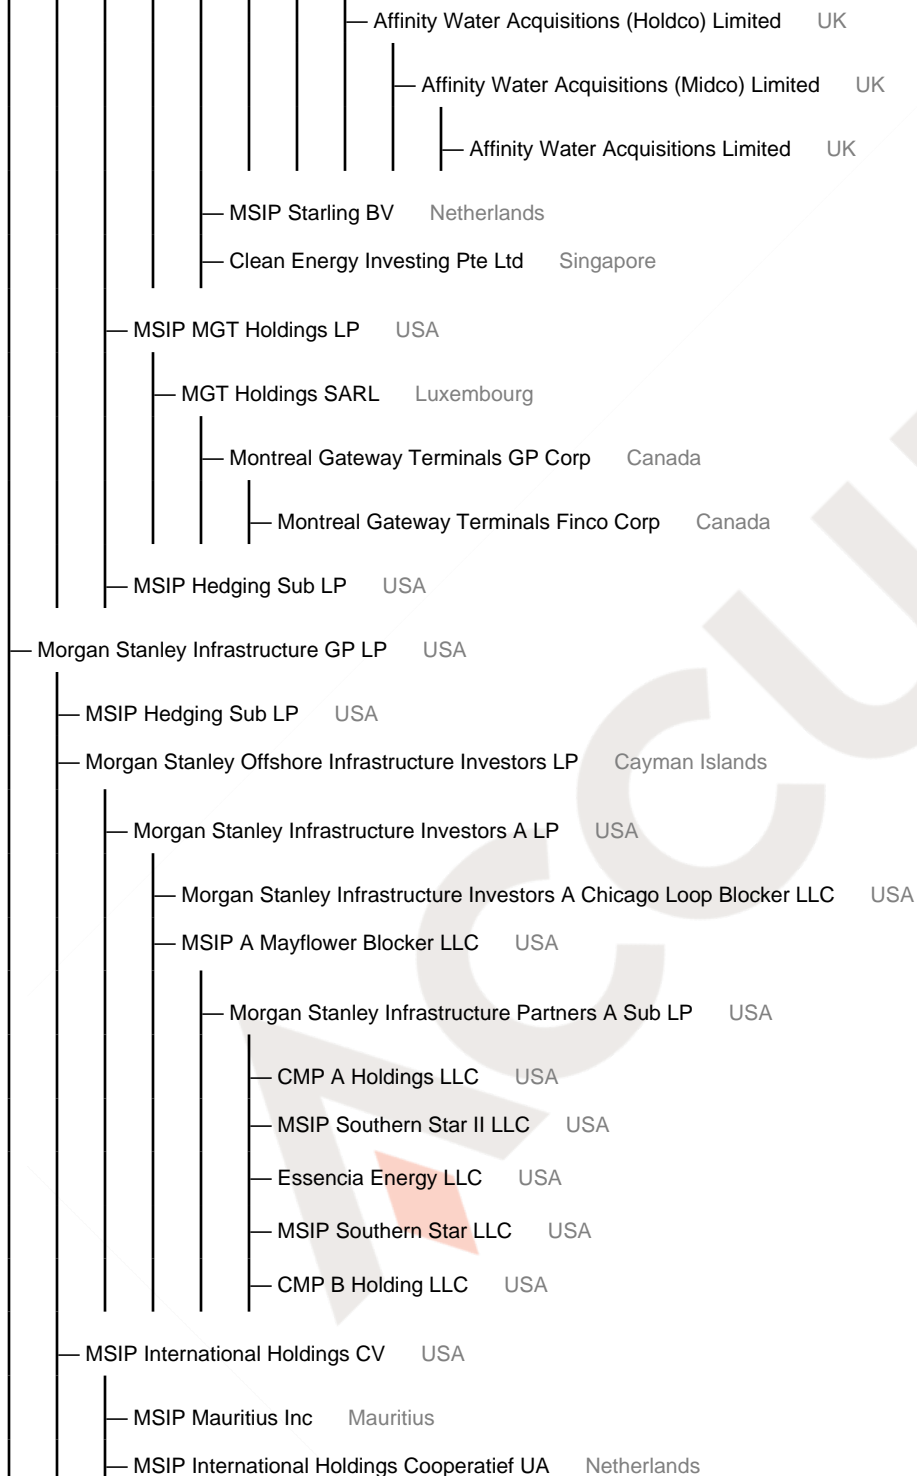 Affinity Water Acquisitions (Holdco) Limited UK
Affinity Water Acquisitions (Midco) Limited UK
Affinity Water Acquisitions Limited UK
MSIP Starling BV Netherlands
Clean Energy Investing Pte Ltd Singapore
MSIP MGT Holdings LP USA
MGT Holdings SARL Luxembourg
Montreal Gateway Terminals GP Corp Canada
Montreal Gateway Terminals Finco Corp Canada
MSIP Hedging Sub LP USA
Morgan Stanley Infrastructure GP LP USA
MSIP Hedging Sub LP USA
Morgan Stanley Offshore Infrastructure Investors LP Cayman Islands
Morgan Stanley Infrastructure Investors A LP USA
Morgan Stanley Infrastructure Investors A Chicago Loop Blocker LLC USA
MSIP A Mayflower Blocker LLC USA
Morgan Stanley Infrastructure Partners A Sub LP USA
CMP A Holdings LLC USA
MSIP Southern Star II LLC USA
Essencia Energy LLC USA
MSIP Southern Star LLC USA
CMP B Holding LLC USA
MSIP International Holdings CV USA
MSIP Mauritius Inc Mauritius
MSIP International Holdings Cooperatief UA Netherlands
ACCU